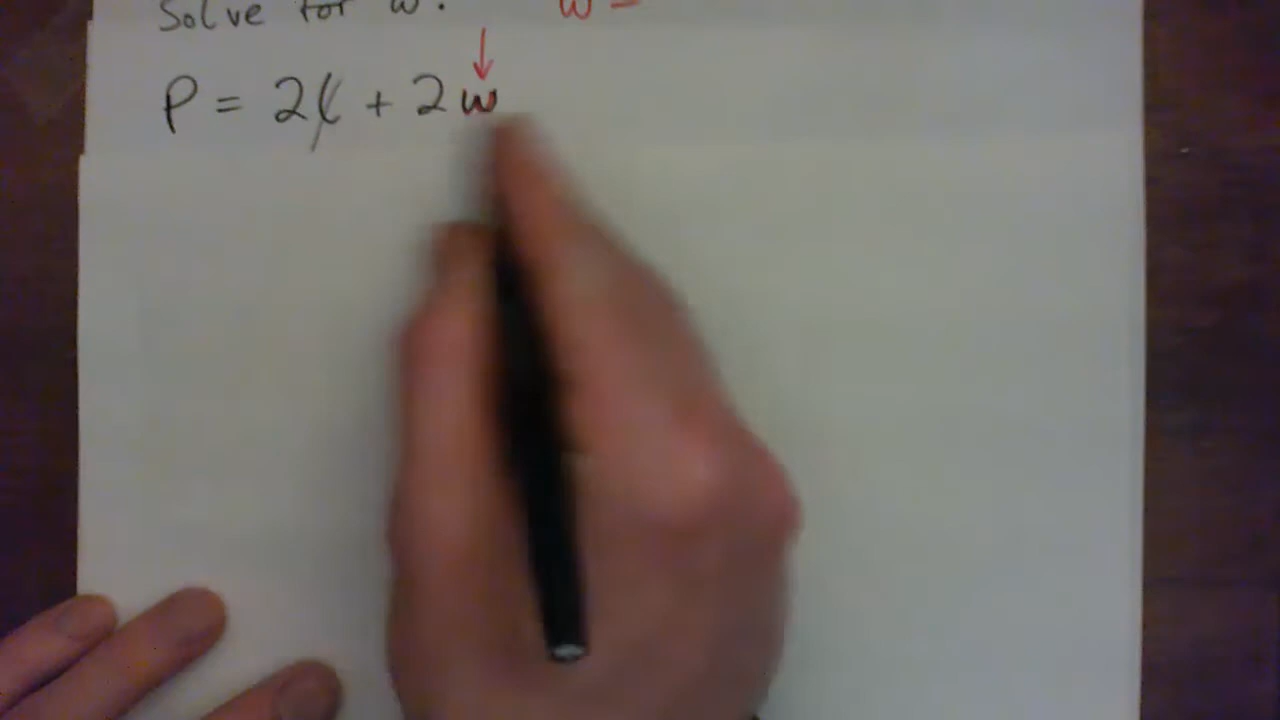 Solve for w. w =
P = 2l + 2w